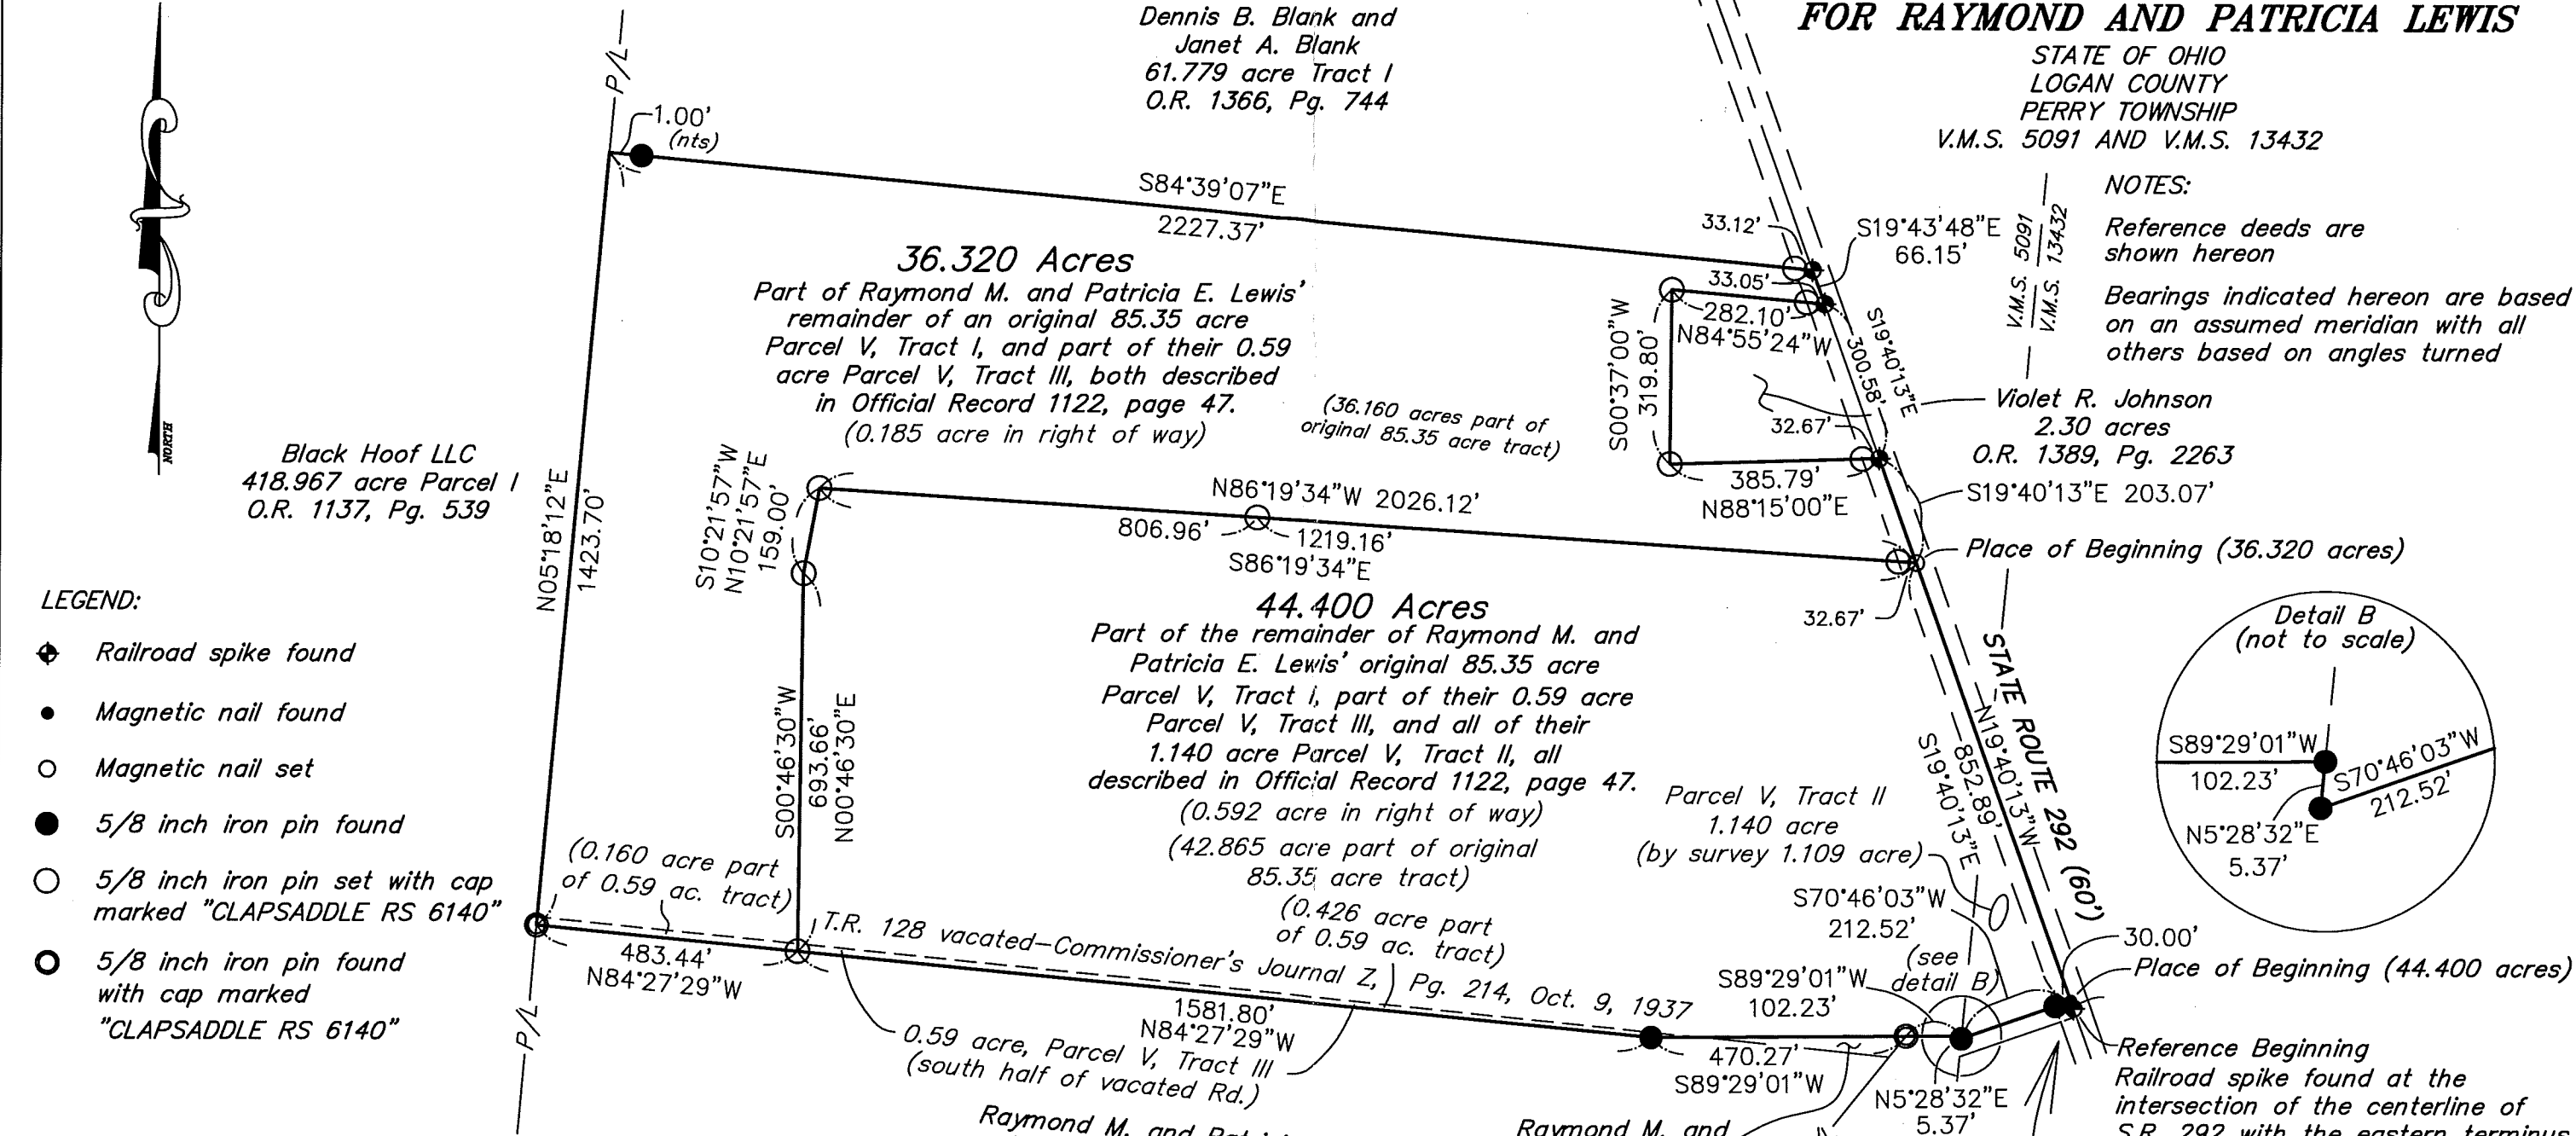 Dennis B. Blank and
Janet A. Blank
61.779 acre Tract I
O.R. 1366, Pg. 744
FOR RAYMOND AND PATRICIA LEWIS
STATE OF OHIO
LOGAN COUNTY
PERRY TOWNSHIP
V.M.S. 5091 AND V.M.S. 13432
NOTES:
Reference deeds are
shown hereon
Bearings indicated hereon are based
on an assumed meridian with all
others based on angles turned
V.M.S. 5091
V.M.S. 13432
P/L
1.00'
(nts)
S84°39'07"E
2227.37'
33.12'
S19°43'48"E
66.15'
33.05'
282.10'
N84°55'24"W
S00°37'00"W
319.80'
S19°40'13"E
300.58'
32.67'
385.79'
N88°15'00"E
Violet R. Johnson
2.30 acres
O.R. 1389, Pg. 2263
S19°40'13"E 203.07'
Place of Beginning (36.320 acres)
36.320 Acres
Part of Raymond M. and Patricia E. Lewis'
remainder of an original 85.35 acre
Parcel V, Tract I, and part of their 0.59
acre Parcel V, Tract III, both described
in Official Record 1122, page 47.
(0.185 acre in right of way)
(36.160 acres part of
original 85.35 acre tract)
NORTH
Black Hoof LLC
418.967 acre Parcel I
O.R. 1137, Pg. 539
N05°18'12"E
1423.70'
S10°21'57"W
N10°21'57"E
159.00'
N86°19'34"W 2026.12'
806.96'
1219.16'
S86°19'34"E
32.67'
44.400 Acres
Part of the remainder of Raymond M. and
Patricia E. Lewis' original 85.35 acre
Parcel V, Tract I, part of their 0.59 acre
Parcel V, Tract III, and all of their
1.140 acre Parcel V, Tract II, all
described in Official Record 1122, page 47.
(0.592 acre in right of way)
(42.865 acre part of original
85.35 acre tract)
(0.426 acre part
of 0.59 ac. tract)
S00°46'30"W
693.66'
N00°46'30"E
LEGEND:
Railroad spike found
Magnetic nail found
Magnetic nail set
5/8 inch iron pin found
5/8 inch iron pin set with cap
marked "CLAPSADDLE RS 6140"
5/8 inch iron pin found
with cap marked
"CLAPSADDLE RS 6140"
(0.160 acre part
of 0.59 ac. tract)
483.44'
N84°27'29"W
P/L
T.R. 128 vacated-Commissioner's Journal Z, Pg. 214, Oct. 9, 1937
1581.80'
N84°27'29"W
0.59 acre, Parcel V, Tract III
(south half of vacated Rd.)
Parcel V, Tract II
1.140 acre
(by survey 1.109 acre)
STATE ROUTE 292 (60')
N19°40'13"W
852.89'
S19°40'13"E
S70°46'03"W
212.52'
(see
detail B)
S89°29'01"W
102.23'
470.27'
S89°29'01"W
N5°28'32"E
5.37'
30.00'
Place of Beginning (44.400 acres)
Reference Beginning
Railroad spike found at the
intersection of the centerline of
S.R. 292 with the eastern terminus
Detail B
(not to scale)
S89°29'01"W
102.23'
S70°46'03"W
212.52'
N5°28'32"E
5.37'
Raymond M. and
Raymond M. and